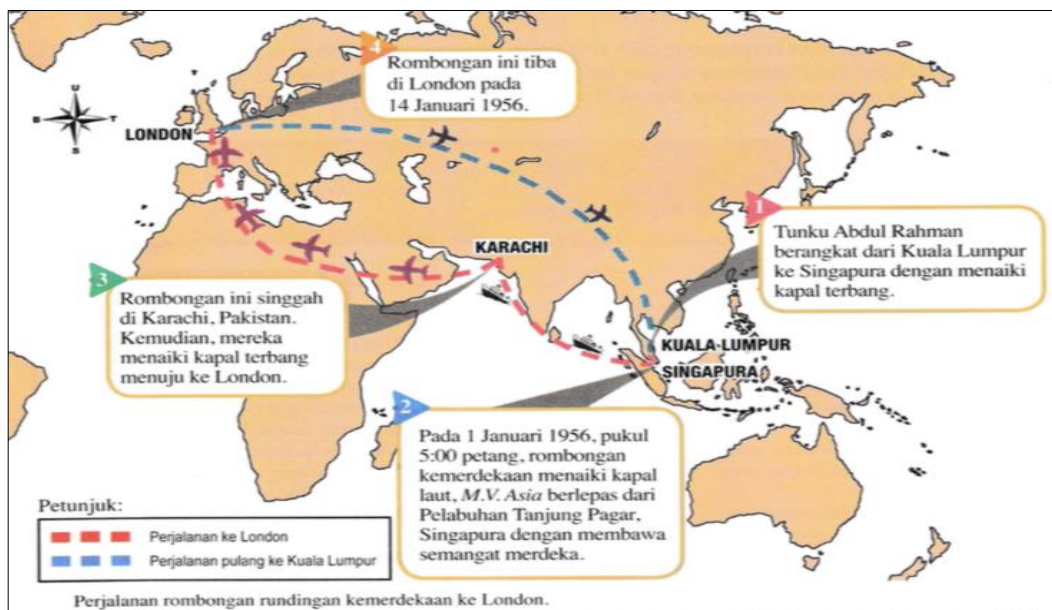 4
Rombongan ini tiba
di London pada
14 Januari 1956.
U
B
T
S
LONDON
1
Tunku Abdul Rahman
berangkat dari Kuala Lumpur
ke Singapura dengan menaiki
kapal terbang.
KARACHI
3
Rombongan ini singgah
di Karachi, Pakistan.
Kemudian, mereka
menaiki kapal terbang
menuju ke London.
KUALA LUMPUR
SINGAPURA
2
Pada 1 Januari 1956, pukul
5:00 petang, rombongan
kemerdekaan menaiki kapal
laut, M.V. Asia berlepas dari
Pelabuhan Tanjung Pagar,
Singapura dengan membawa
semangat merdeka.
Petunjuk:
Perjalanan ke London
Perjalanan pulang ke Kuala Lumpur
Perjalanan rombongan rundingan kemerdekaan ke London.